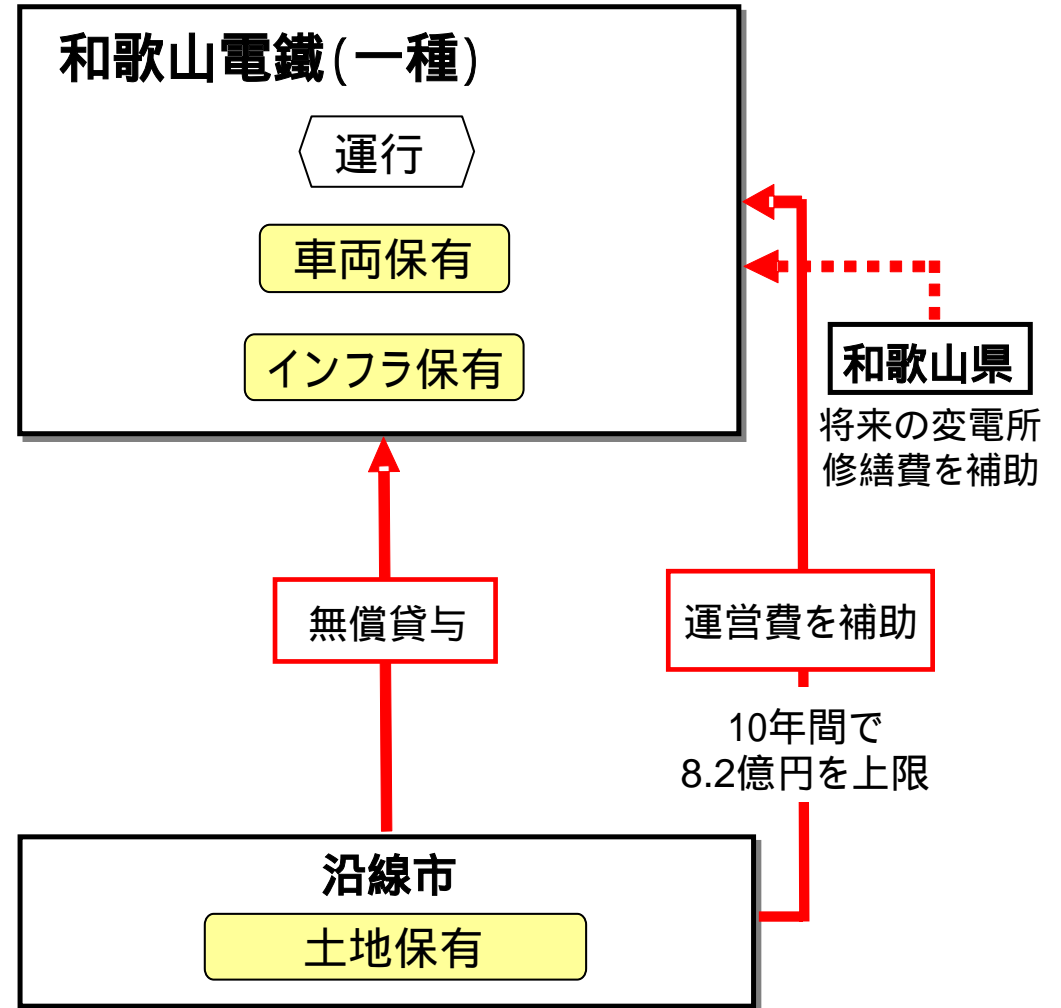 和歌山電鐵(一種)
運行
車両保有
インフラ保有
和歌山県
将来の変電所
修繕費を補助
無償貸与
運営費を補助
10年間で
8.2億円を上限
沿線市
土地保有